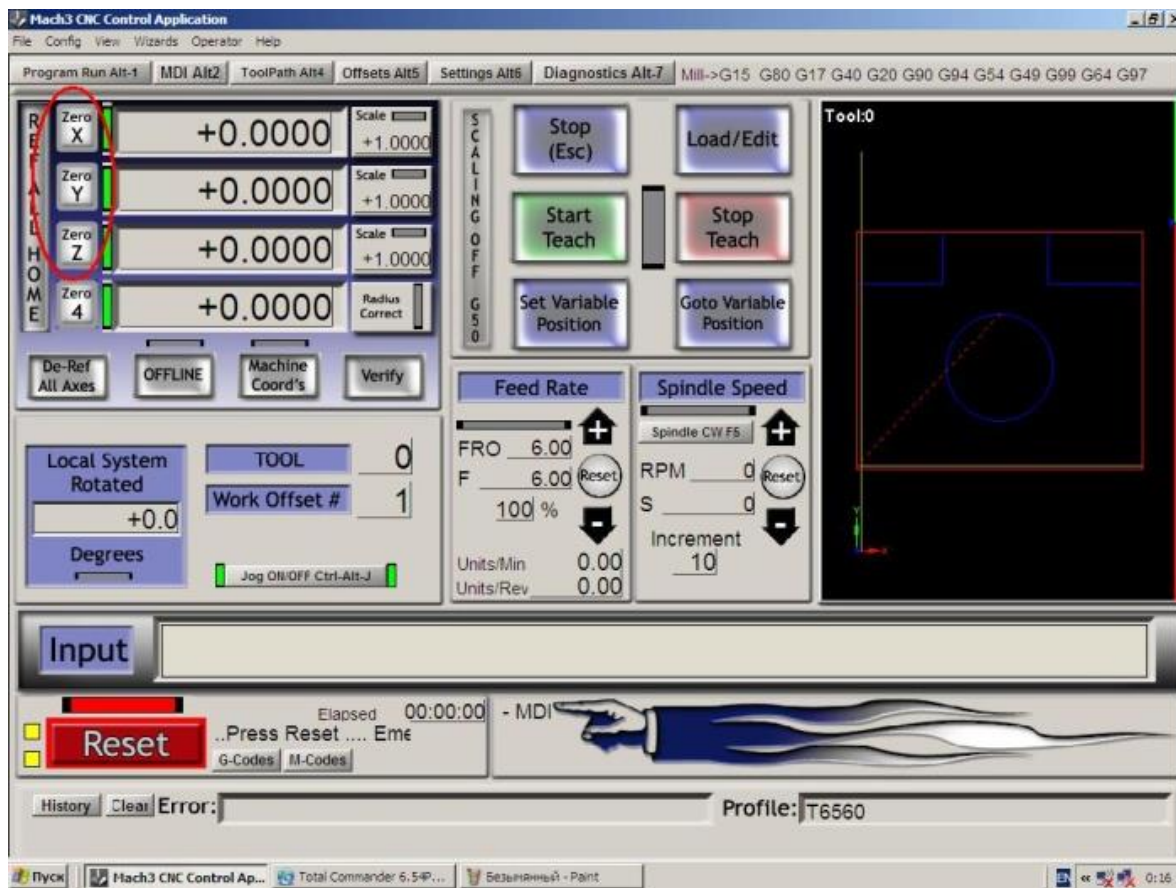 Mach3 CNC Control Application
File Config View Wizards Operator Help
Program Run Alt-1 MDI Alt2 ToolPath Alt4 Offsets Alt5 Settings Alt6 Diagnostics Alt-7 Mill->G15 G80 G17 G40 G20 G90 G94 G54 G49 G99 G64 G97
REF ALL HOME
Zero X +0.0000 Scale +1.0000
Zero Y +0.0000 Scale +1.0000
Zero Z +0.0000 Scale +1.0000
Zero 4 +0.0000 Radius Correct
De-Ref All Axes OFFLINE Machine Coord's Verify
SCALING OFF G50
Stop (Esc) Load/Edit
Start Teach Stop Teach
Set Variable Position Goto Variable Position
Tool:0
Y
X
Local System Rotated
+0.0
Degrees
TOOL 0
Work Offset # 1
Jog ON/OFF Ctrl-Alt-J
Feed Rate
FRO 6.00
F 6.00 Reset
100 %
Units/Min 0.00
Units/Rev 0.00
Spindle Speed
Spindle CW F5
RPM 0 Reset
S 0
Increment
10
Input
Reset
Elapsed 00:00:00 - MDI
..Press Reset .... Eme
G-Codes M-Codes
History Clear Error: Profile: T6560
Пуск Mach3 CNC Control Ap... Total Commander 6.54P... Безымянный - Paint EN « 0:16